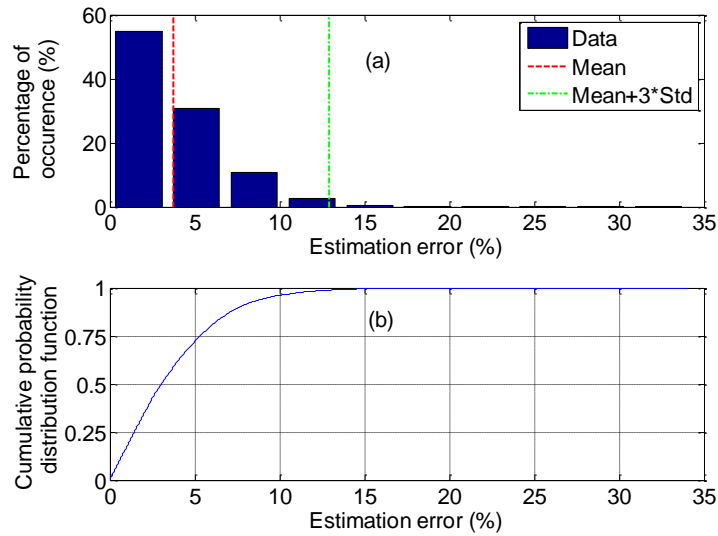 60
40
20
0
Percentage of
occurence (%)
(a)
Data
Mean
Mean+3*Std
0 5 10 15 20 25 30 35
Estimation error (%)
1
0.75
0.5
0.25
0
Cumulative probability
distribution function
(b)
0 5 10 15 20 25 30 35
Estimation error (%)